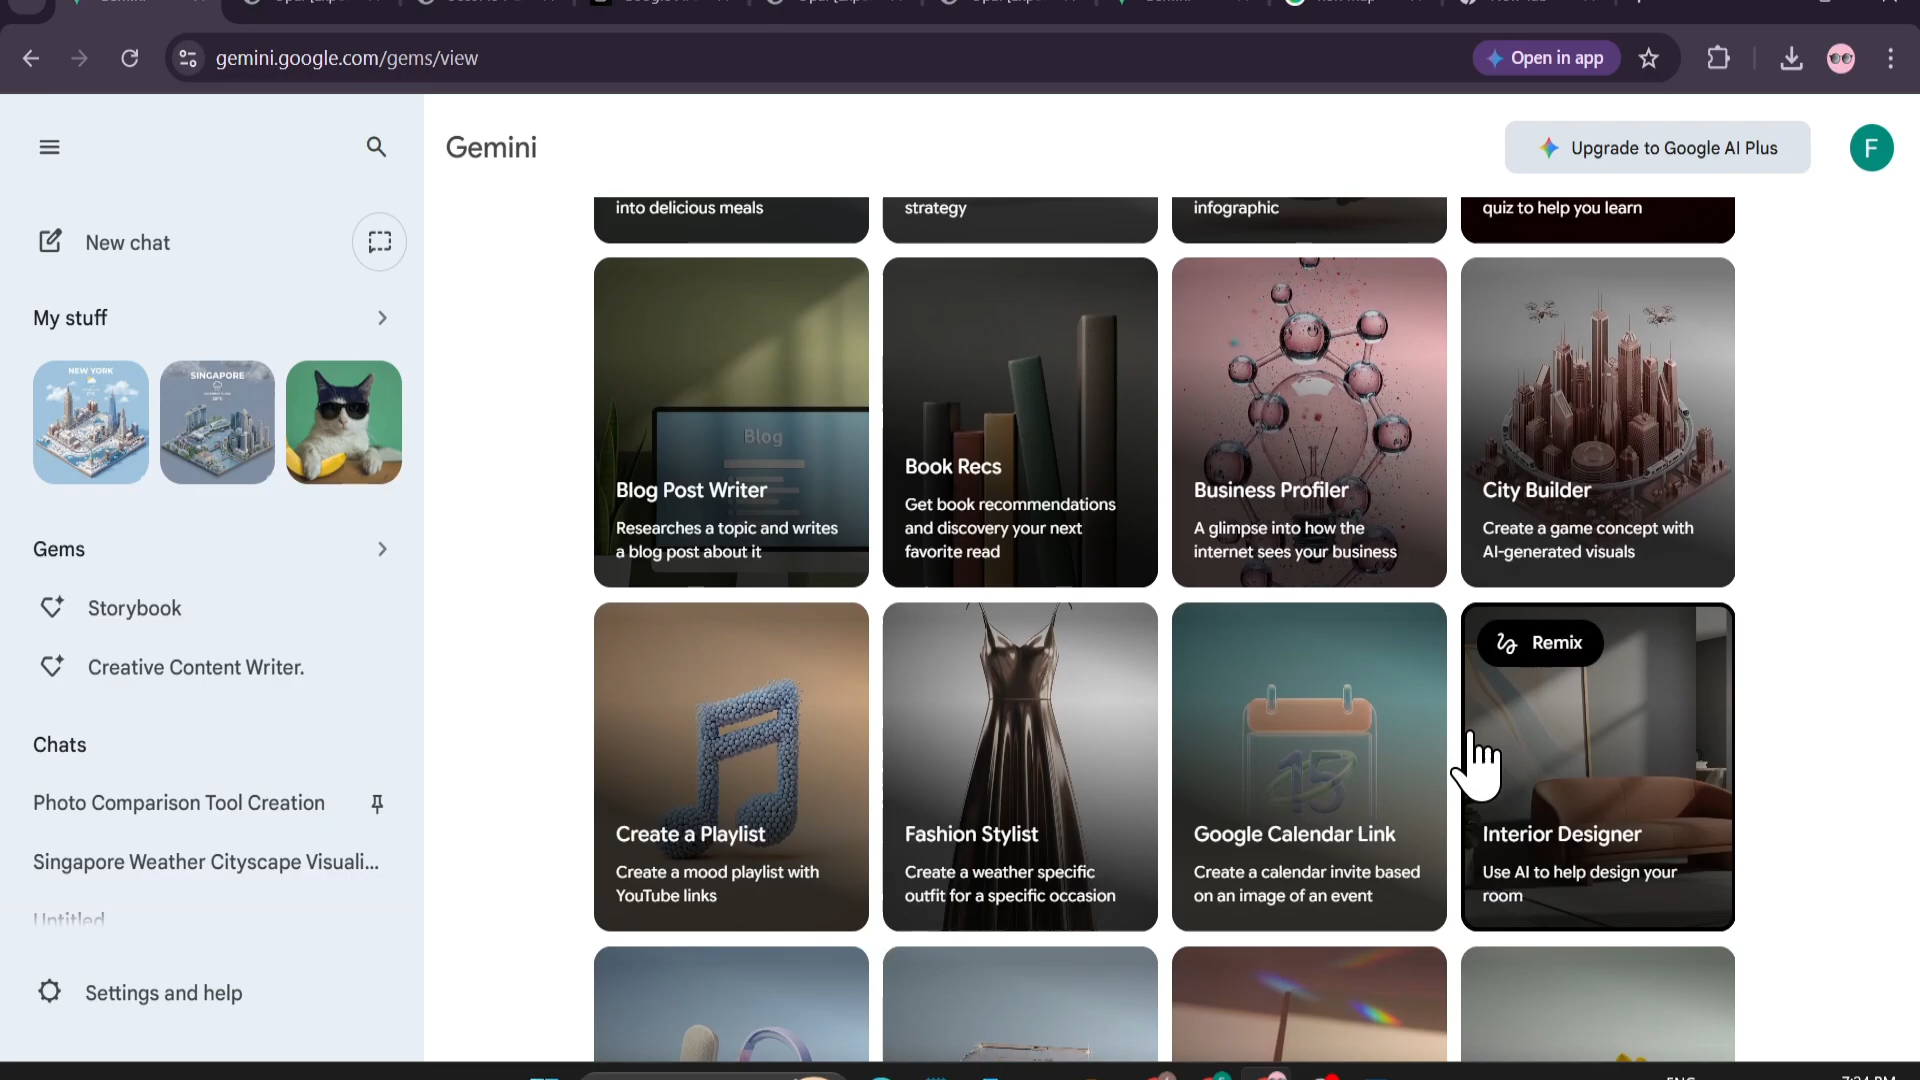 gemini.google.com/gems/view
Open in app
Gemini
Upgrade to Google AI Plus
F
New chat
My stuff
NEW YORK
SINGAPORE
Gems
Storybook
Creative Content Writer.
Chats
Photo Comparison Tool Creation
Singapore Weather Cityscape Visuali...
Untitled
Settings and help
into delicious meals
strategy
infographic
quiz to help you learn
Blog
Blog Post Writer
Researches a topic and writes
a blog post about it
Book Recs
Get book recommendations
and discovery your next
favorite read
Business Profiler
A glimpse into how the
internet sees your business
City Builder
Create a game concept with
AI-generated visuals
Create a Playlist
Create a mood playlist with
YouTube links
Fashion Stylist
Create a weather specific
outfit for a specific occasion
15
Google Calendar Link
Create a calendar invite based
on an image of an event
Remix
Interior Designer
Use AI to help design your
room